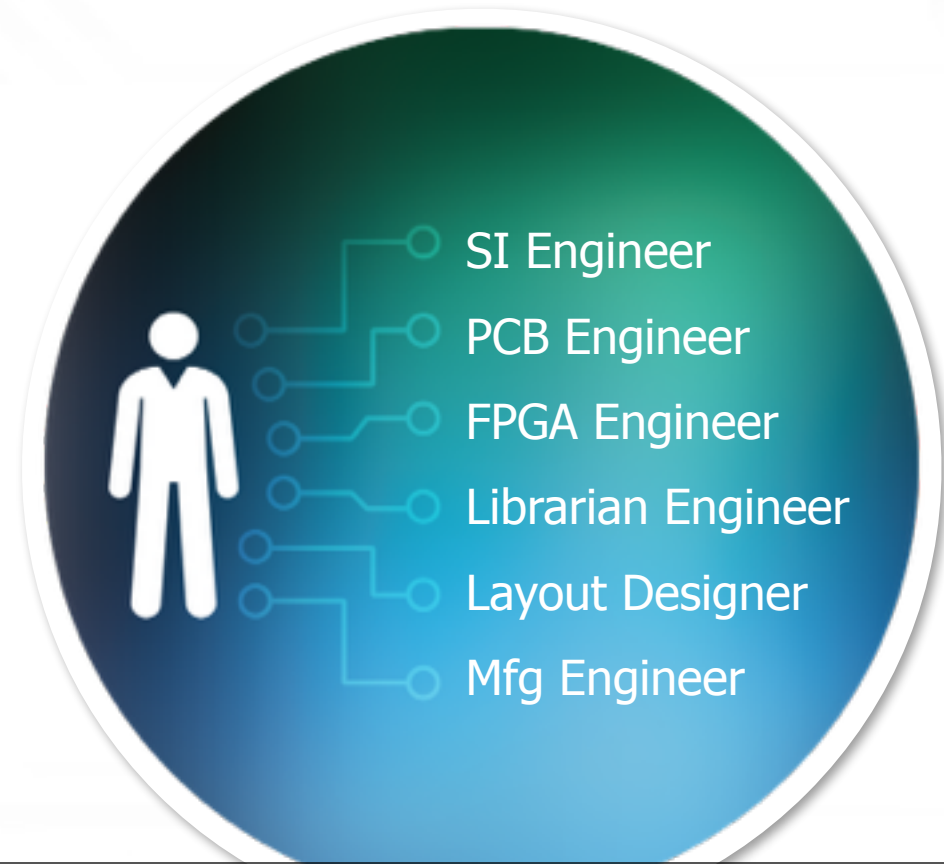 SI Engineer
PCB Engineer
FPGA Engineer
Librarian Engineer
Layout Designer
Mfg Engineer